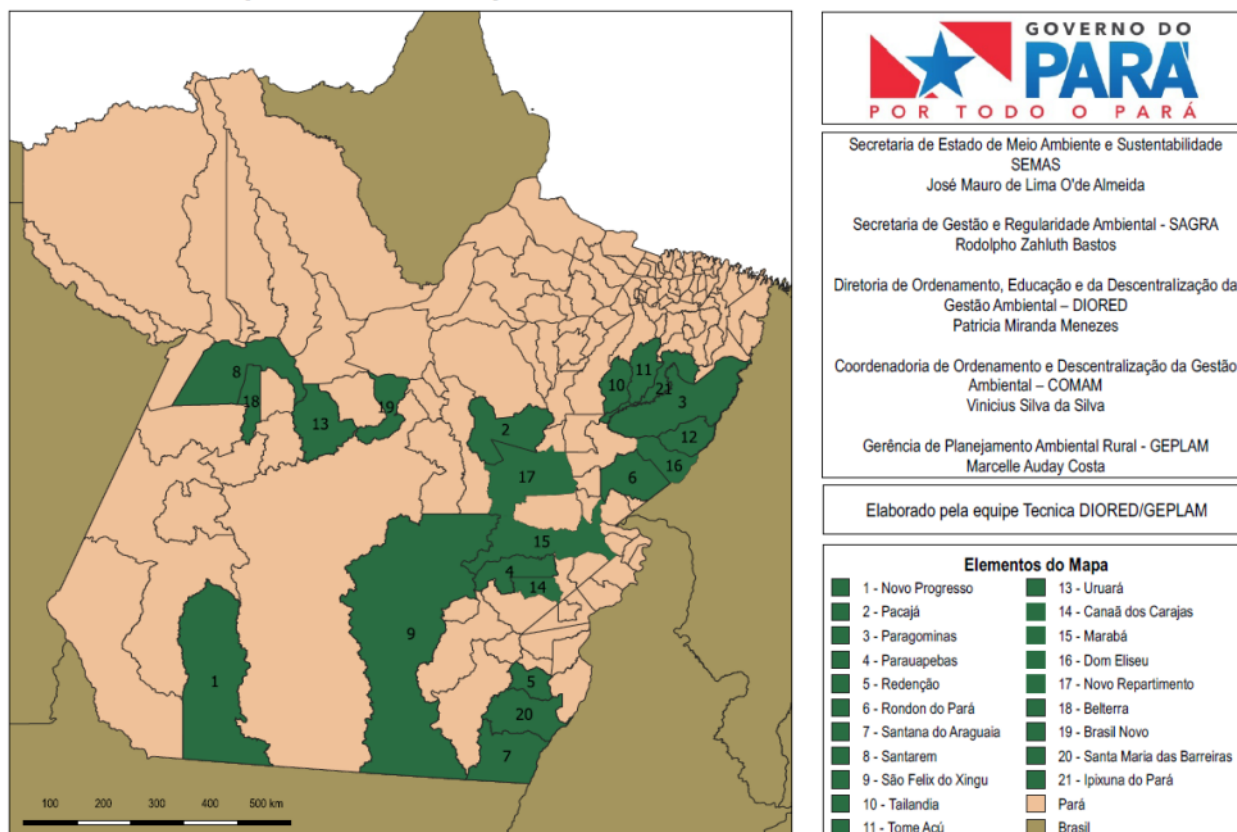 GOVERNO DO
PARÁ
POR TODO O PARÁ
Secretaria de Estado de Meio Ambiente e Sustentabilidade
SEMAS
José Mauro de Lima O'de Almeida
Secretaria de Gestão e Regularidade Ambiental - SAGRA
Rodolpho Zahluth Bastos
Diretoria de Ordenamento, Educação e da Descentralização da
Gestão Ambiental – DIORED
Patricia Miranda Menezes
Coordenadoria de Ordenamento e Descentralização da Gestão
Ambiental – COMAM
Vinicius Silva da Silva
Gerência de Planejamento Ambiental Rural - GEPLAM
Marcelle Auday Costa
Elaborado pela equipe Tecnica DIORED/GEPLAM
Elementos do Mapa
1 - Novo Progresso
2 - Pacajá
3 - Paragominas
4 - Parauapebas
5 - Redenção
6 - Rondon do Pará
7 - Santana do Araguaia
8 - Santarem
9 - São Felix do Xingu
10 - Tailandia
11 - Tome Acú
13 - Uruará
14 - Canaã dos Carajas
15 - Marabá
16 - Dom Eliseu
17 - Novo Repartimento
18 - Belterra
19 - Brasil Novo
20 - Santa Maria das Barreiras
21 - Ipixuna do Pará
Pará
Brasil
8
18
13
19
2
17
10
11
21
3
12
16
6
15
4
14
9
1
5
20
7
100 200 300 400 500 km